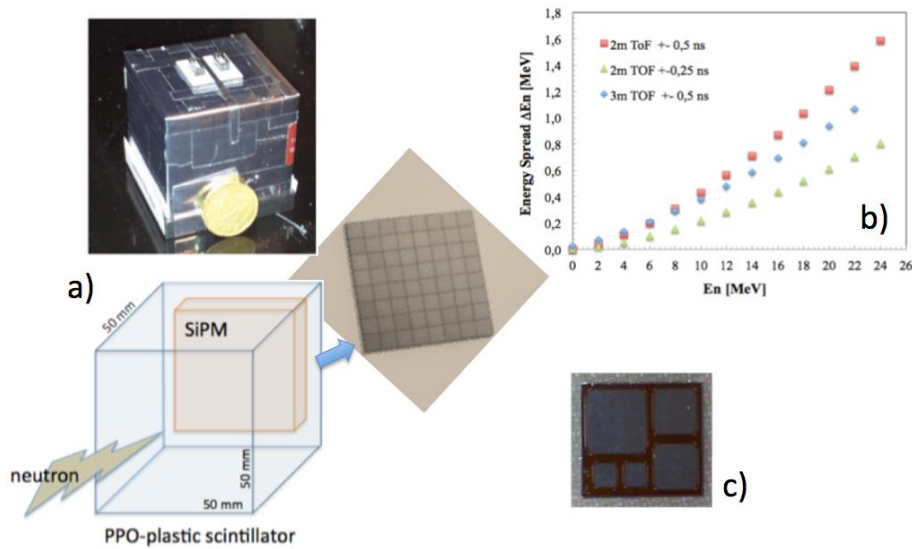 a)
50 mm
SiPM
neutron
50 mm
50 mm
PPO-plastic scintillator
1,8
1,6
1,4
1,2
1,0
0,8
0,6
0,4
0,2
0,0
Energy Spread ΔEn [MeV]
2m ToF +- 0,5 ns
2m TOF +-0,25 ns
3m TOF +- 0,5 ns
b)
0 2 4 6 8 10 12 14 16 18 20 22 24 26
En [MeV]
c)